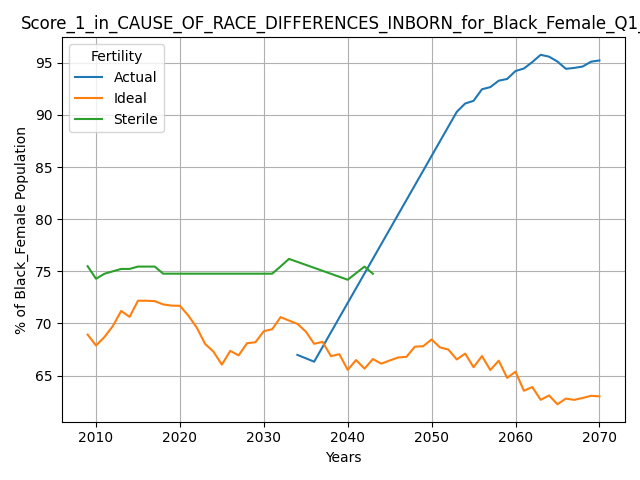 Score_1_in_CAUSE_OF_RACE_DIFFERENCES_INBORN_for_Black_Female_Q1_
Fertility
Actual
Ideal
Sterile
% of Black_Female Population
95
90
85
80
75
70
65
2010 2020 2030 2040 2050 2060 2070
Years